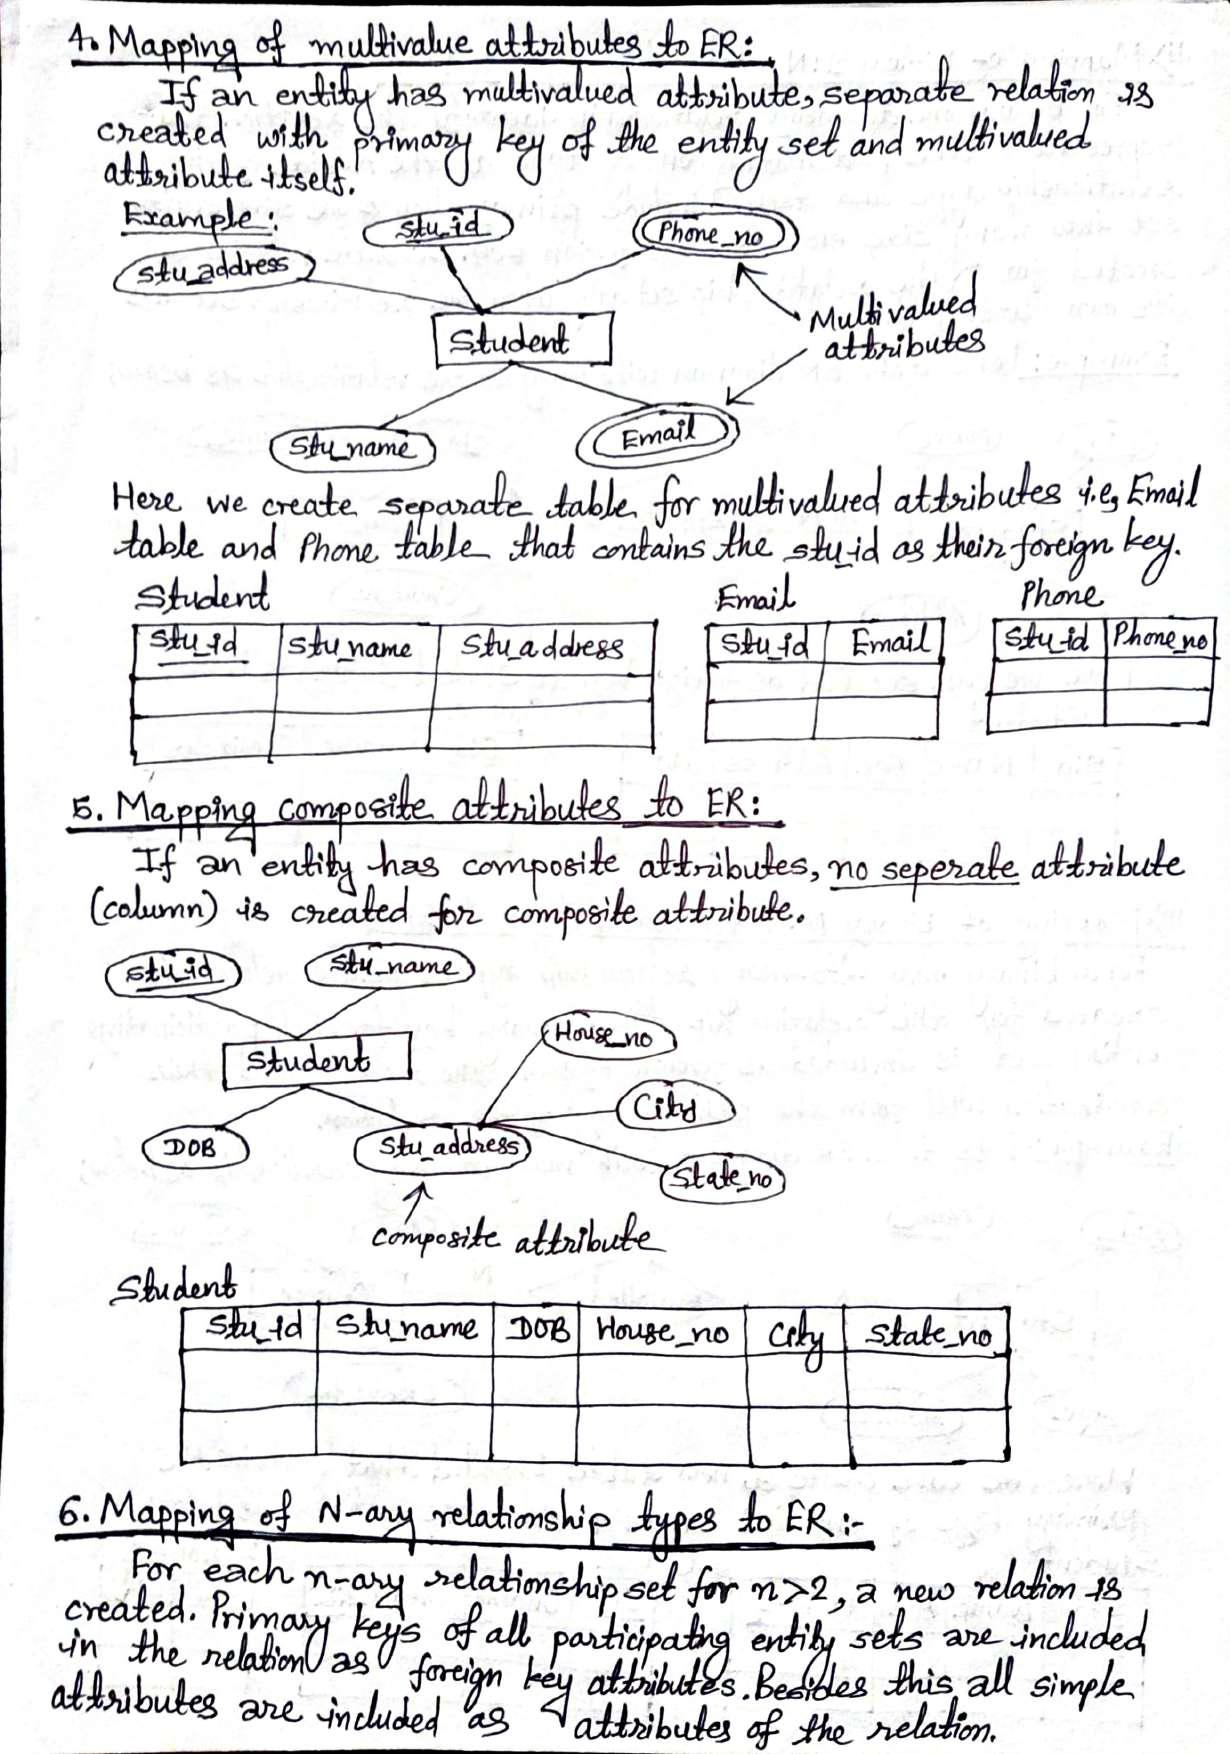 4. Mapping of multivalue attributes to ER:
If an entity has multivalued attribute, separate relation is
created with primary key of the entity set and multivalued
attribute itself.
Example:
stu_id
Phone_no
stu_address
Multivalued
attributes
Student
Stu_name
Email
Here we create separate table for multivalued attributes i.e, Email
table and Phone table that contains the stu_id as their foreign key.
Student
Email
Phone
Stu_id stu_name Stu_address
Stu_id Email
Stu_id Phone_no
5. Mapping composite attributes to ER:
If an entity has composite attributes, no seperate attribute
(column) is created for composite attribute.
stu_id
Stu_name
House_no
Student
City
DOB
Stu_address
State_no
composite attribute
Student
Stu_id Stu_name DOB House_no City State_no
6. Mapping of N-ary relationship types to ER :-
For each n-ary relationship set for n>2, a new relation is
created. Primary keys of all participating entity sets are included
in the relation as foreign key attributes. Besides this all simple
attributes are included as attributes of the relation.